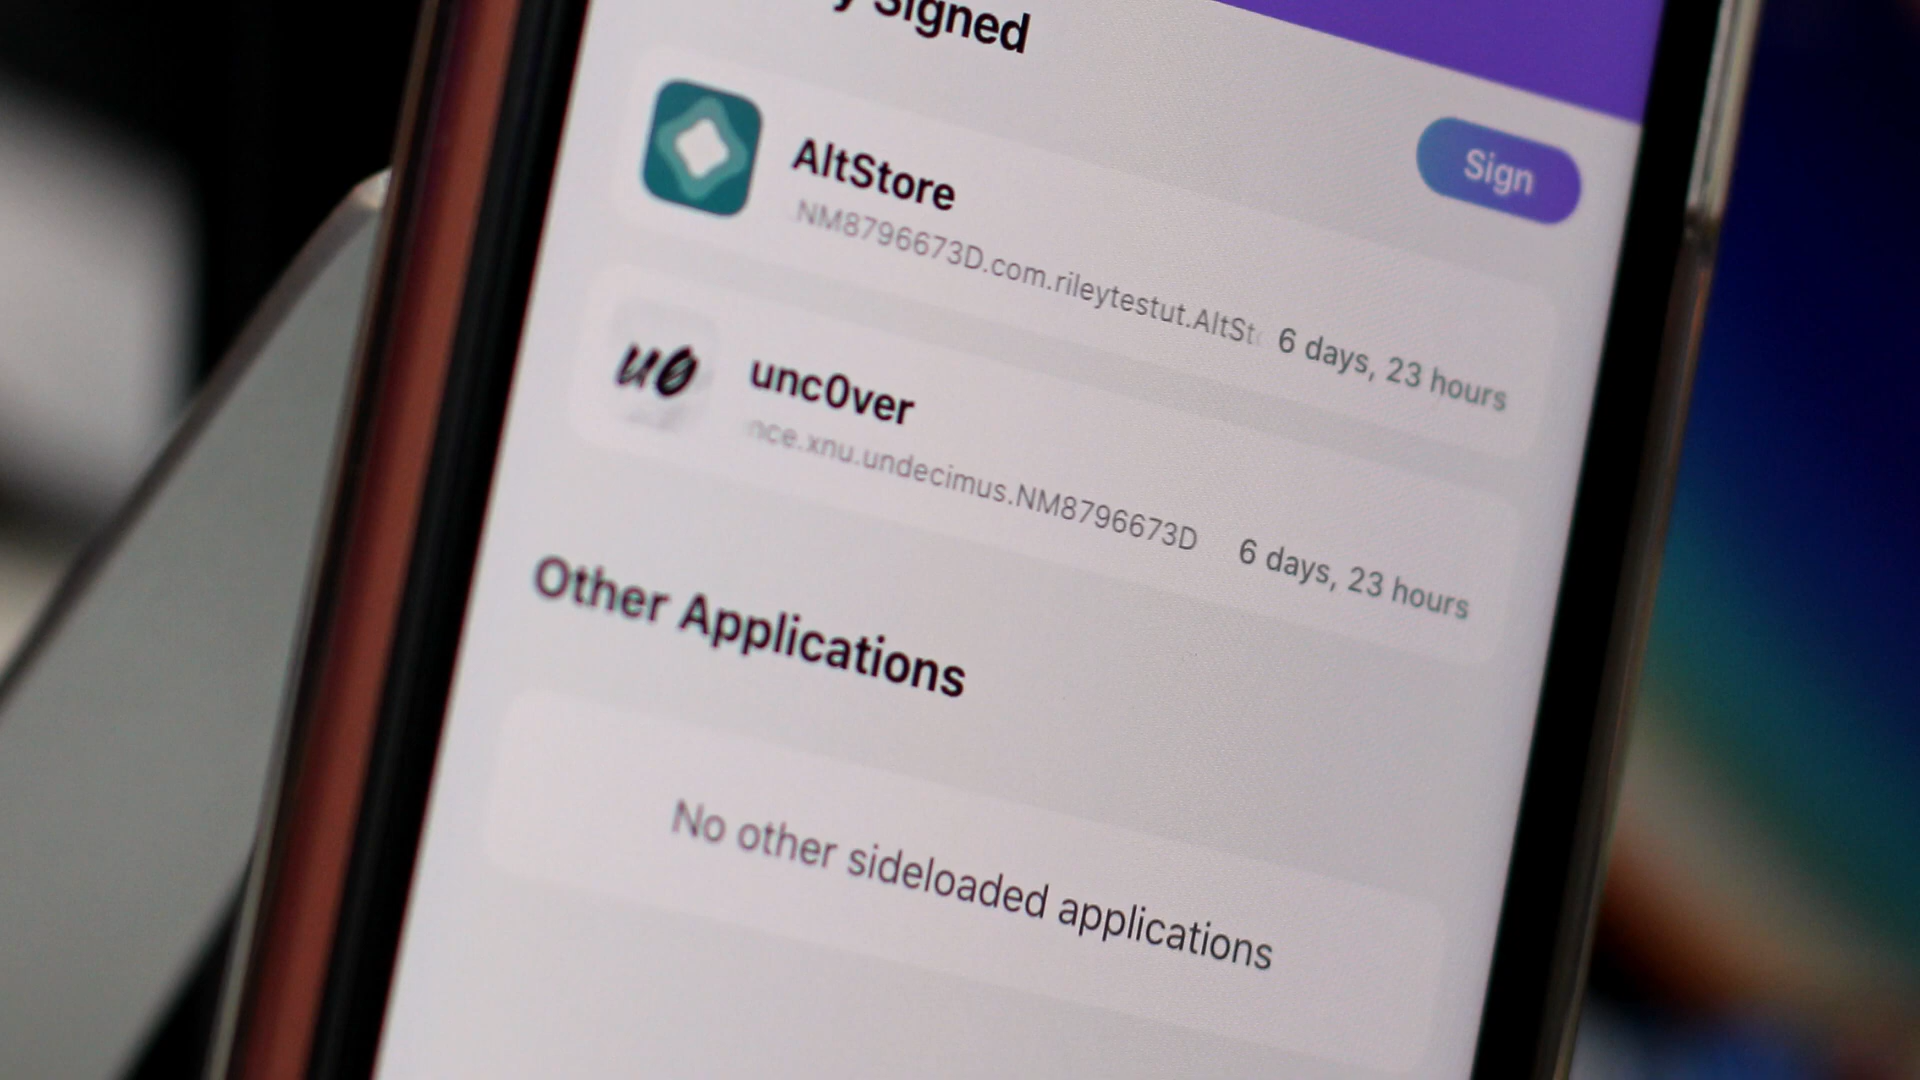 y Signed
Sign
AltStore
NM8796673D.com.rileytestut.AltSt
6 days, 23 hours
u0
unc0ver
nce.xnu.undecimus.NM8796673D
6 days, 23 hours
Other Applications
No other sideloaded applications